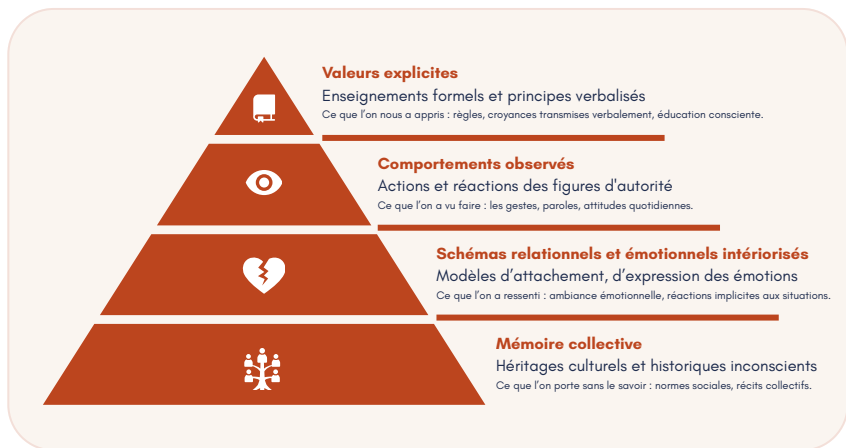 Valeurs explicites
Enseignements formels et principes verbalisés
Ce que l’on nous a appris : règles, croyances transmises verbalement, éducation consciente.
Comportements observés
Actions et réactions des figures d'autorité
Ce que l’on a vu faire : les gestes, paroles, attitudes quotidiennes.
Schémas relationnels et émotionnels intériorisés
Modèles d’attachement, d’expression des émotions
Ce que l’on a ressenti : ambiance émotionnelle, réactions implicites aux situations.
Mémoire collective
Héritages culturels et historiques inconscients
Ce que l’on porte sans le savoir : normes sociales, récits collectifs.